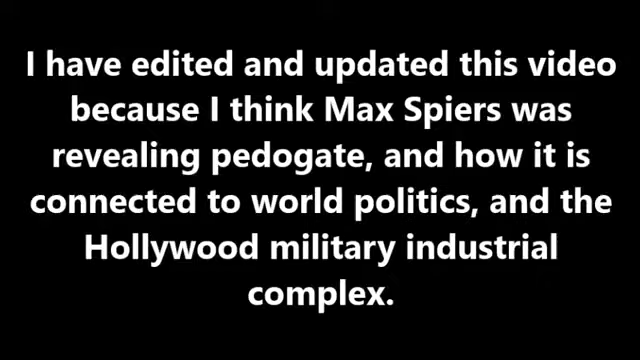 I have edited and updated this video
because I think Max Spiers was
revealing pedogate, and how it is
connected to world politics, and the
Hollywood military industrial
complex.